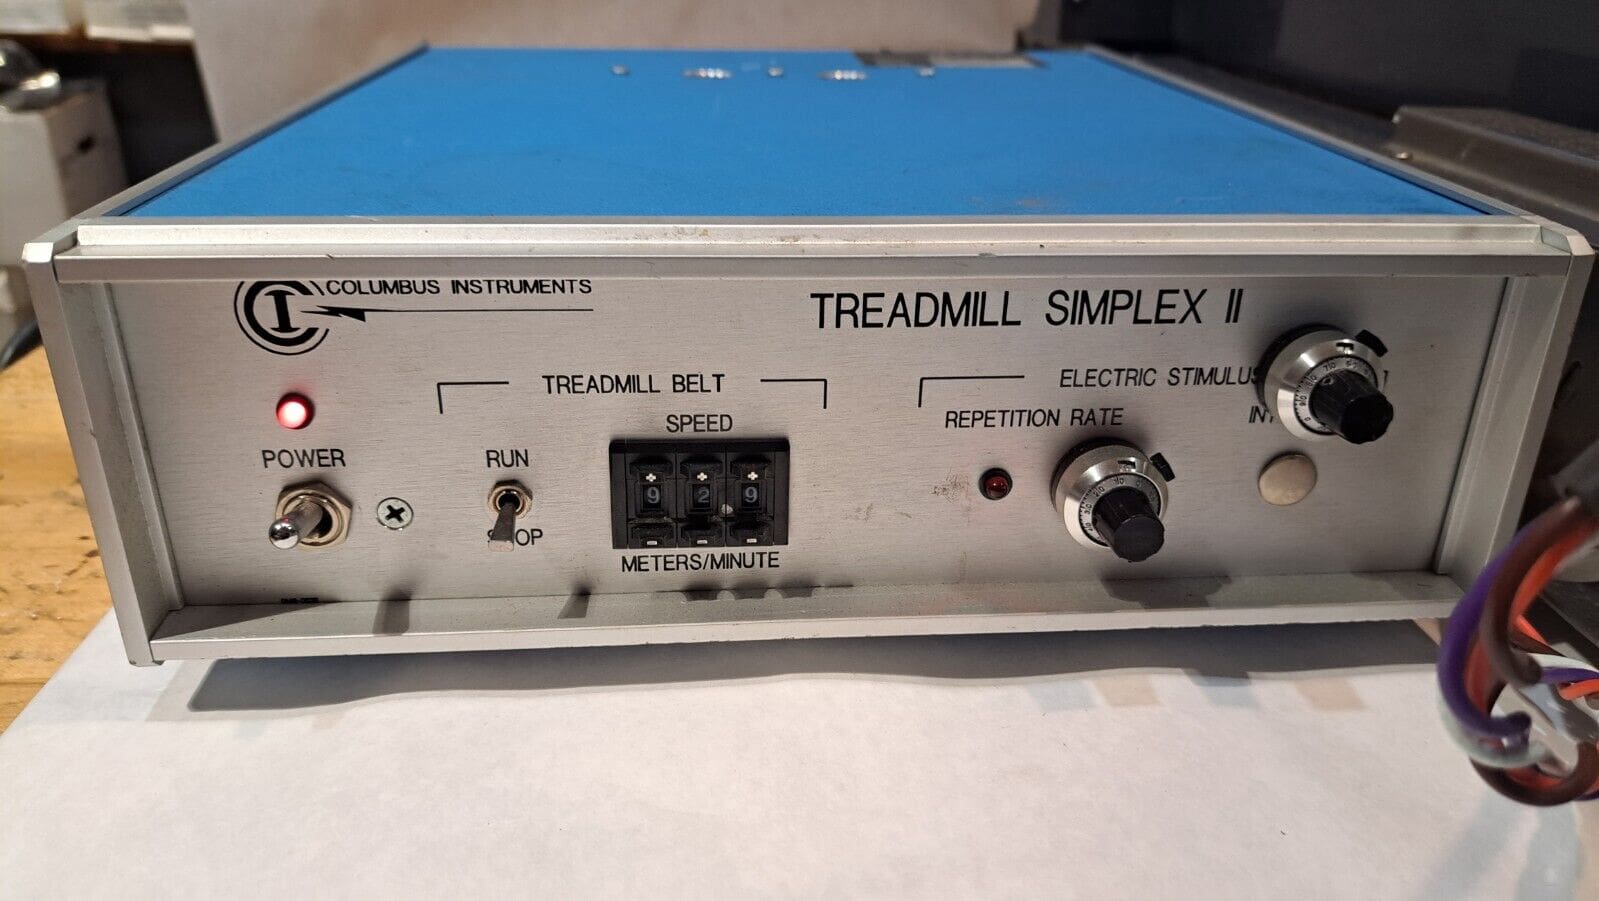 COLUMBUS INSTRUMENTS
CI
TREADMILL SIMPLEX II
TREADMILL BELT
ELECTRIC STIMULUS
SPEED
REPETITION RATE
POWER
RUN
+ + +
9 2 9
- - -
METERS/MINUTE